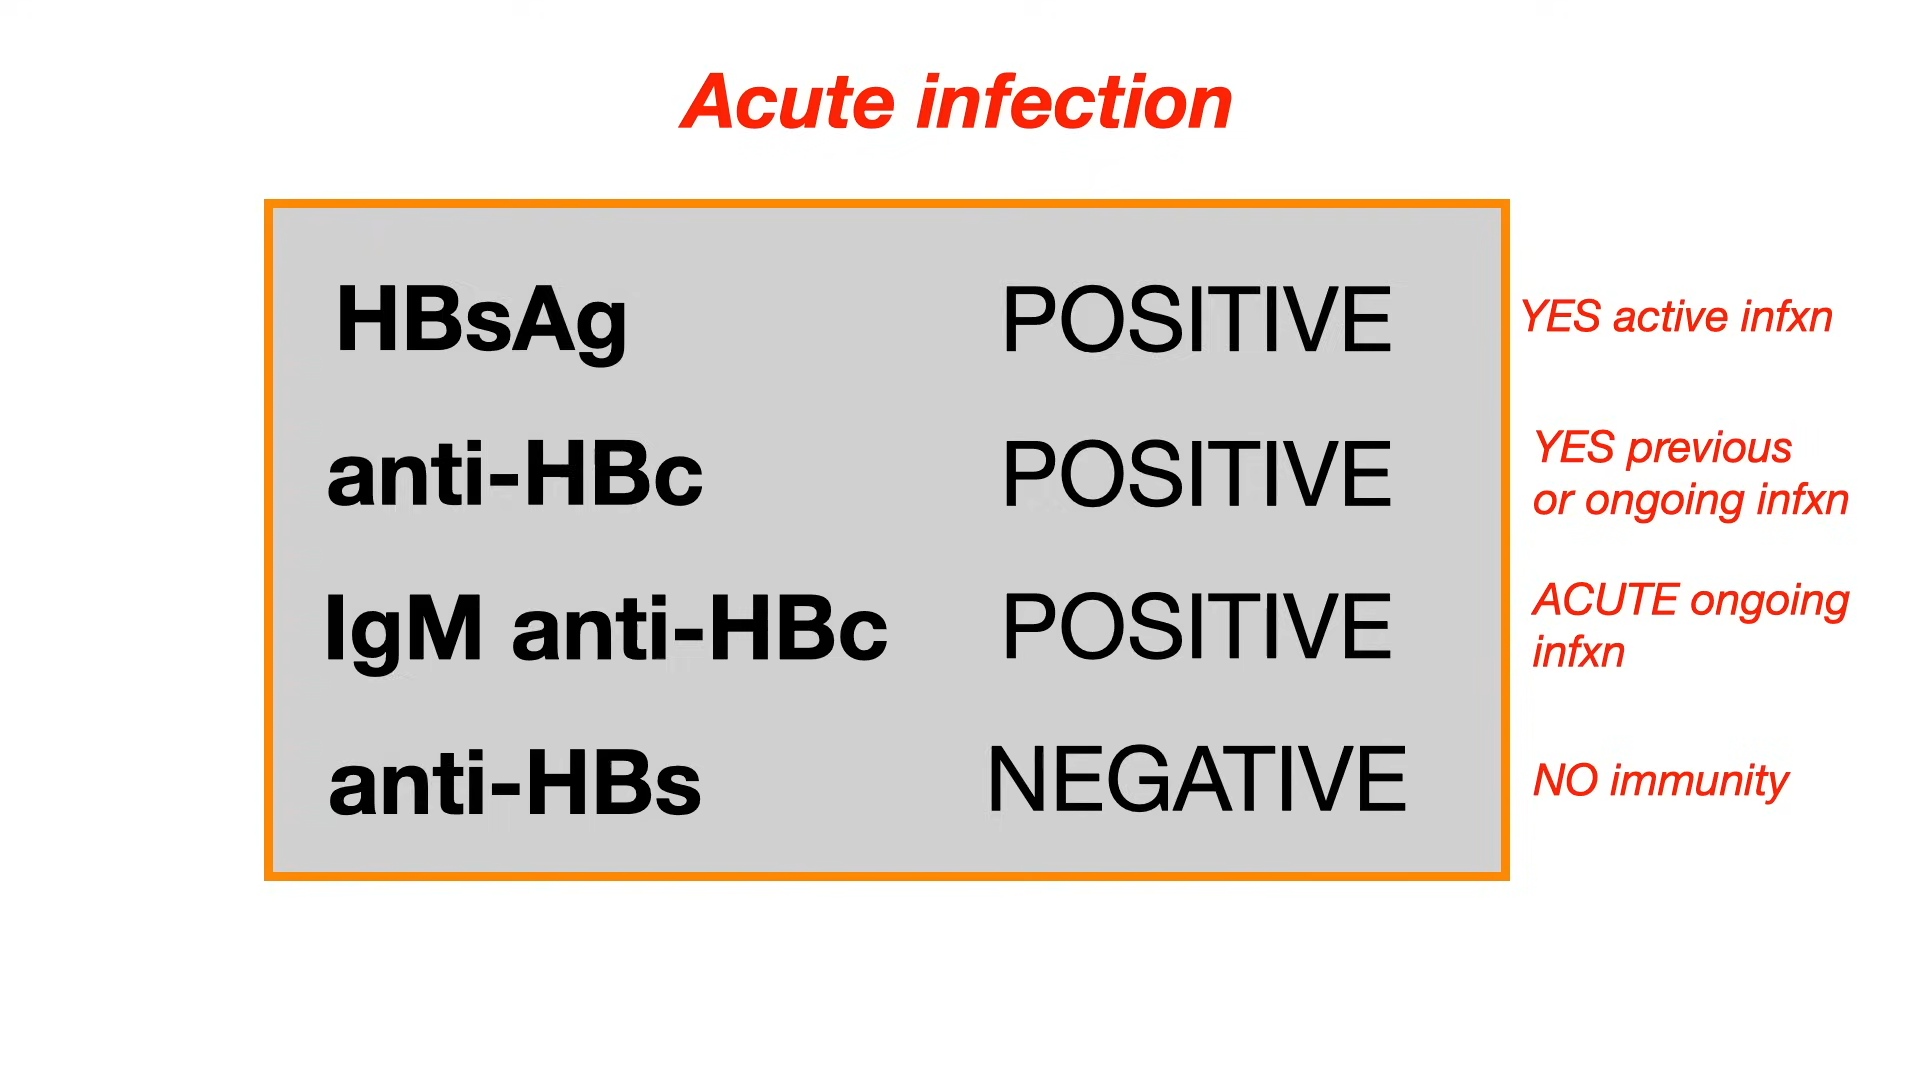 Acute infection
HBsAg POSITIVE YES active infxn
anti-HBc POSITIVE YES previous
or ongoing infxn
IgM anti-HBc POSITIVE ACUTE ongoing
infxn
anti-HBs NEGATIVE NO immunity